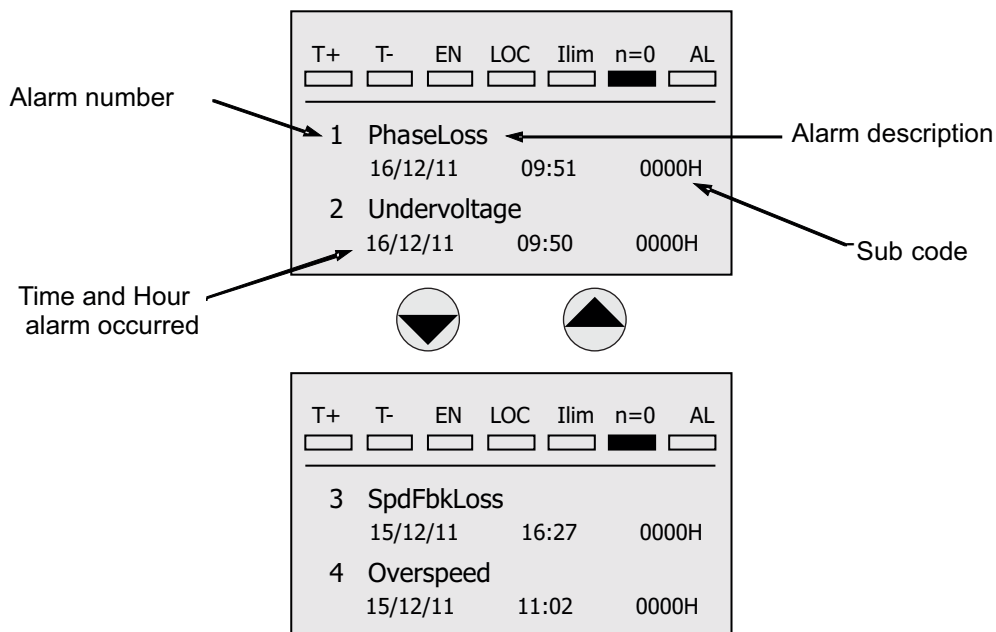 T+ T- EN LOC Ilim n=0 AL
Alarm number
1 PhaseLoss
Alarm description
16/12/11 09:51 0000H
2 Undervoltage
16/12/11 09:50 0000H
Sub code
Time and Hour
alarm occurred
T+ T- EN LOC Ilim n=0 AL
3 SpdFbkLoss
15/12/11 16:27 0000H
4 Overspeed
15/12/11 11:02 0000H